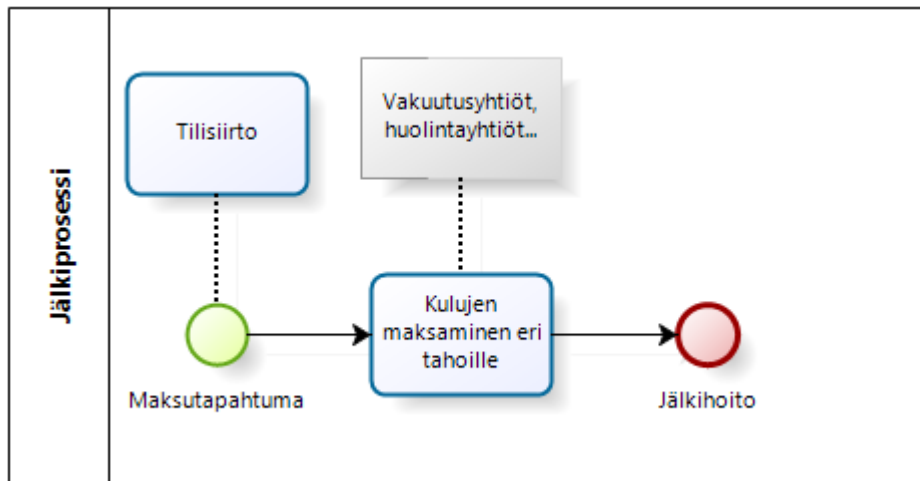 Jälkiprosessi
Tilisiirto
Vakuutusyhtiöt,
huolintayhtiöt...
Maksutapahtuma
Kulujen
maksaminen eri
tahoille
Jälkihoito